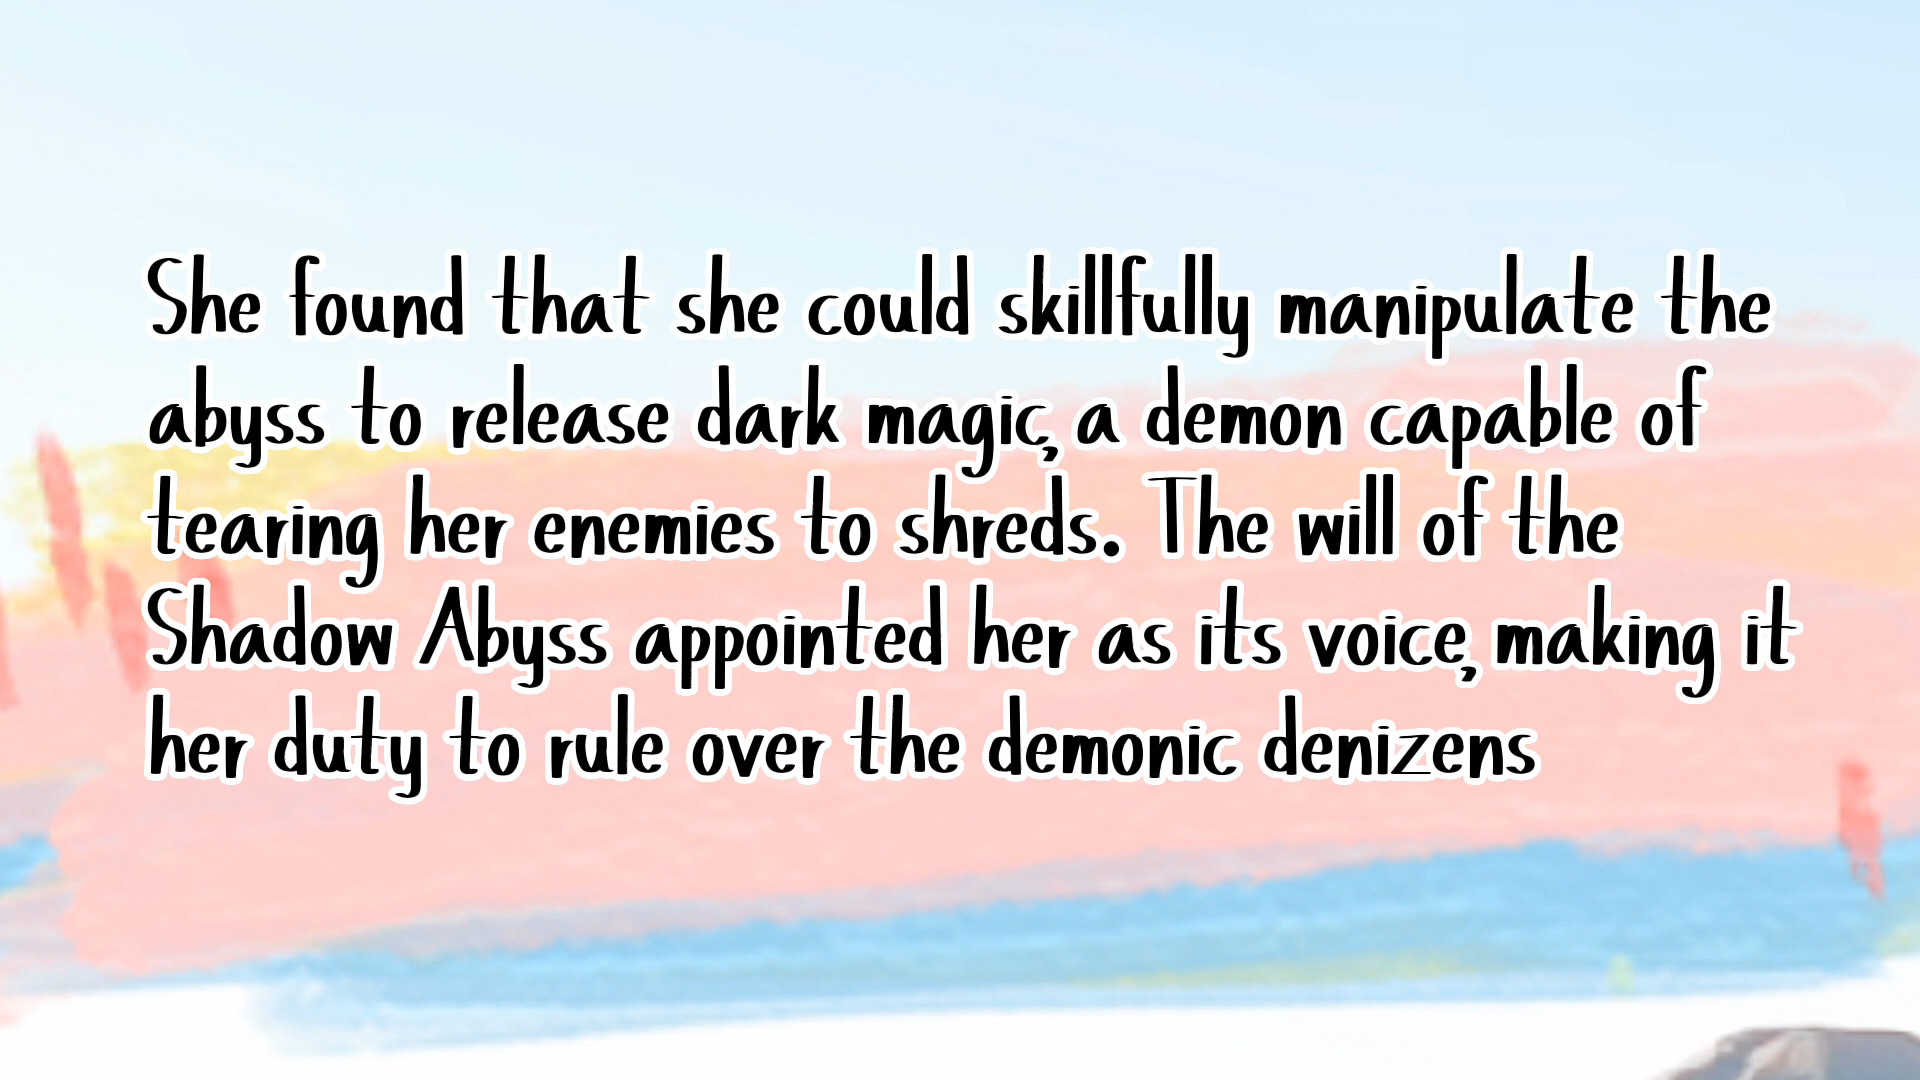 She found that she could skillfully manipulate the
abyss to release dark magic, a demon capable of
tearing her enemies to shreds. The will of the
Shadow Abyss appointed her as its voice, making it
her duty to rule over the demonic denizens